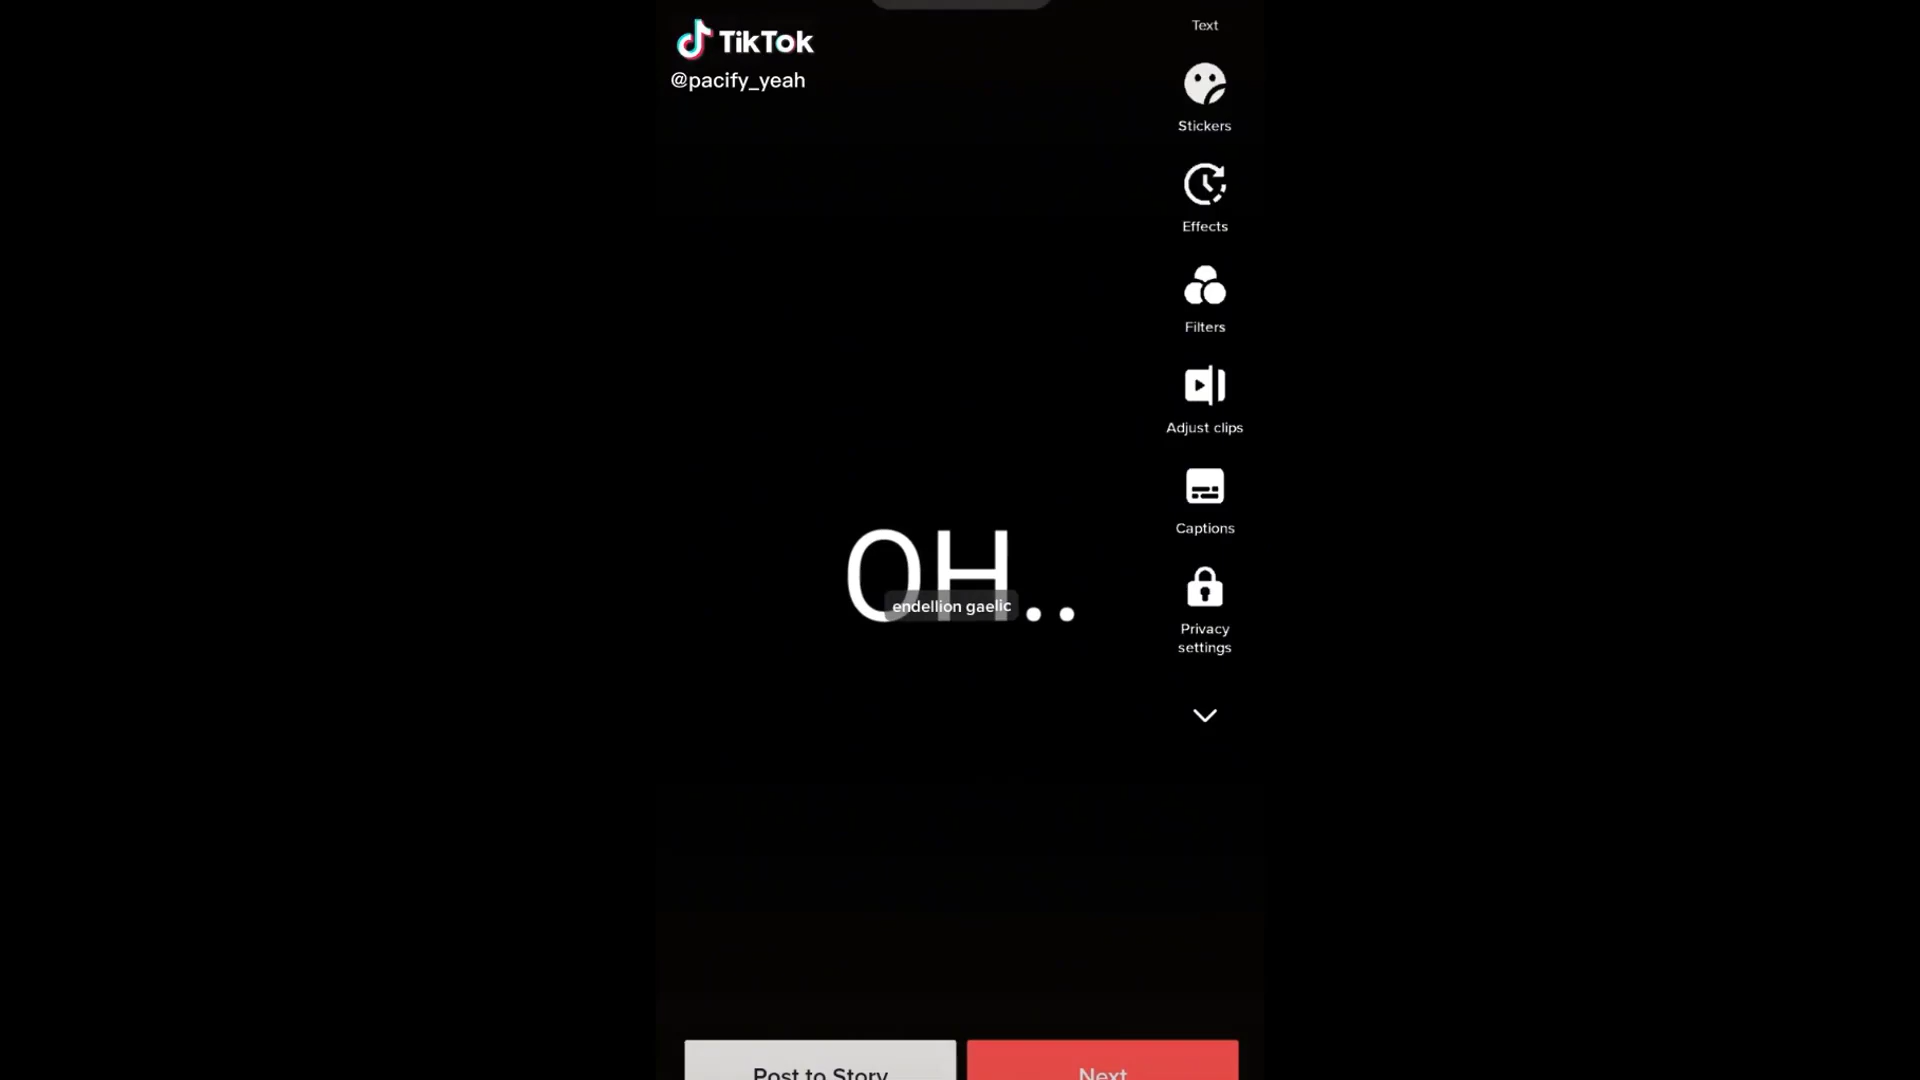 TikTok
@pacify_yeah
Text
Stickers
Effects
Filters
Adjust clips
Captions
Privacy
settings
OH..
endellion gaelic
Post to Story
Next